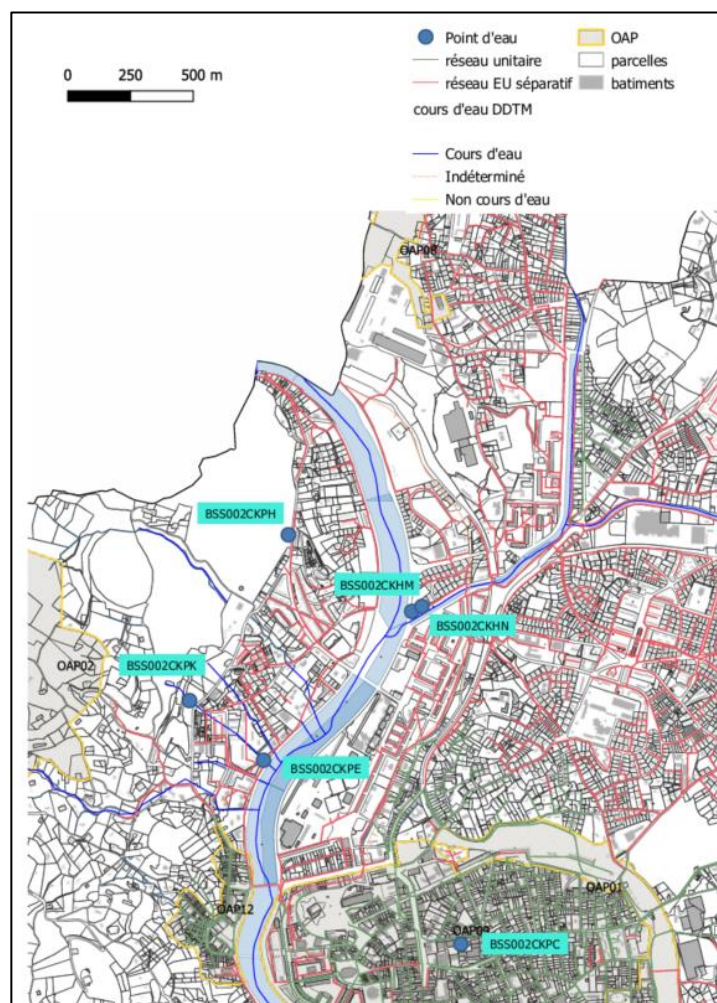 Point d'eau
OAP
réseau unitaire
parcelles
réseau EU séparatif
batiments
cours d'eau DDTM
Cours d'eau
Indéterminé
Non cours d'eau
0 250 500 m
OAP08
BSS002CKPH
BSS002CKHM
BSS002CKHN
OAP02
BSS002CKPK
BSS002CKPE
OAP01
OAP12
OAP09
BSS002CKPC